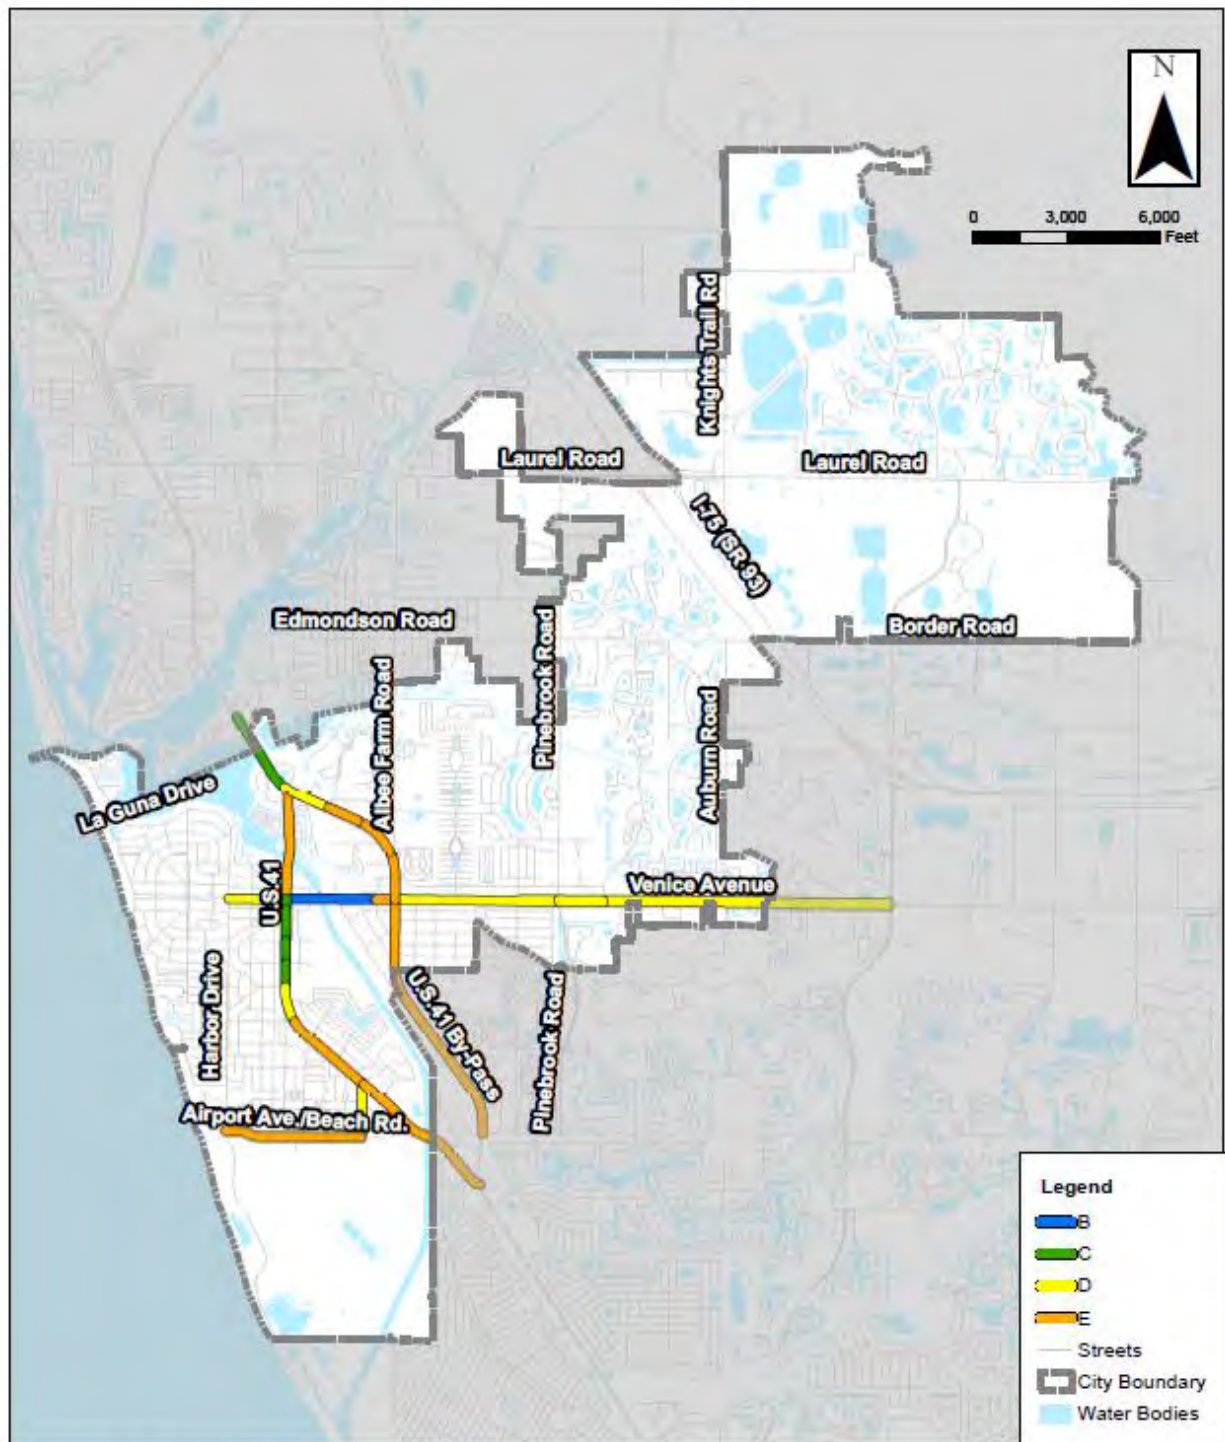 N
0 3,000 6,000
Feet
Knights Trail Rd
Laurel Road
Laurel Road
I-75 (SR 93)
Edmondson Road
Pinebrook Road
Border Road
Albee Farm Road
Auburn Road
La Guna Drive
U.S.41
Venice Avenue
Harbor Drive
U.S.41 By-Pass
Pinebrook Road
Airport Ave./Beach Rd.
Legend
B
C
D
E
Streets
City Boundary
Water Bodies